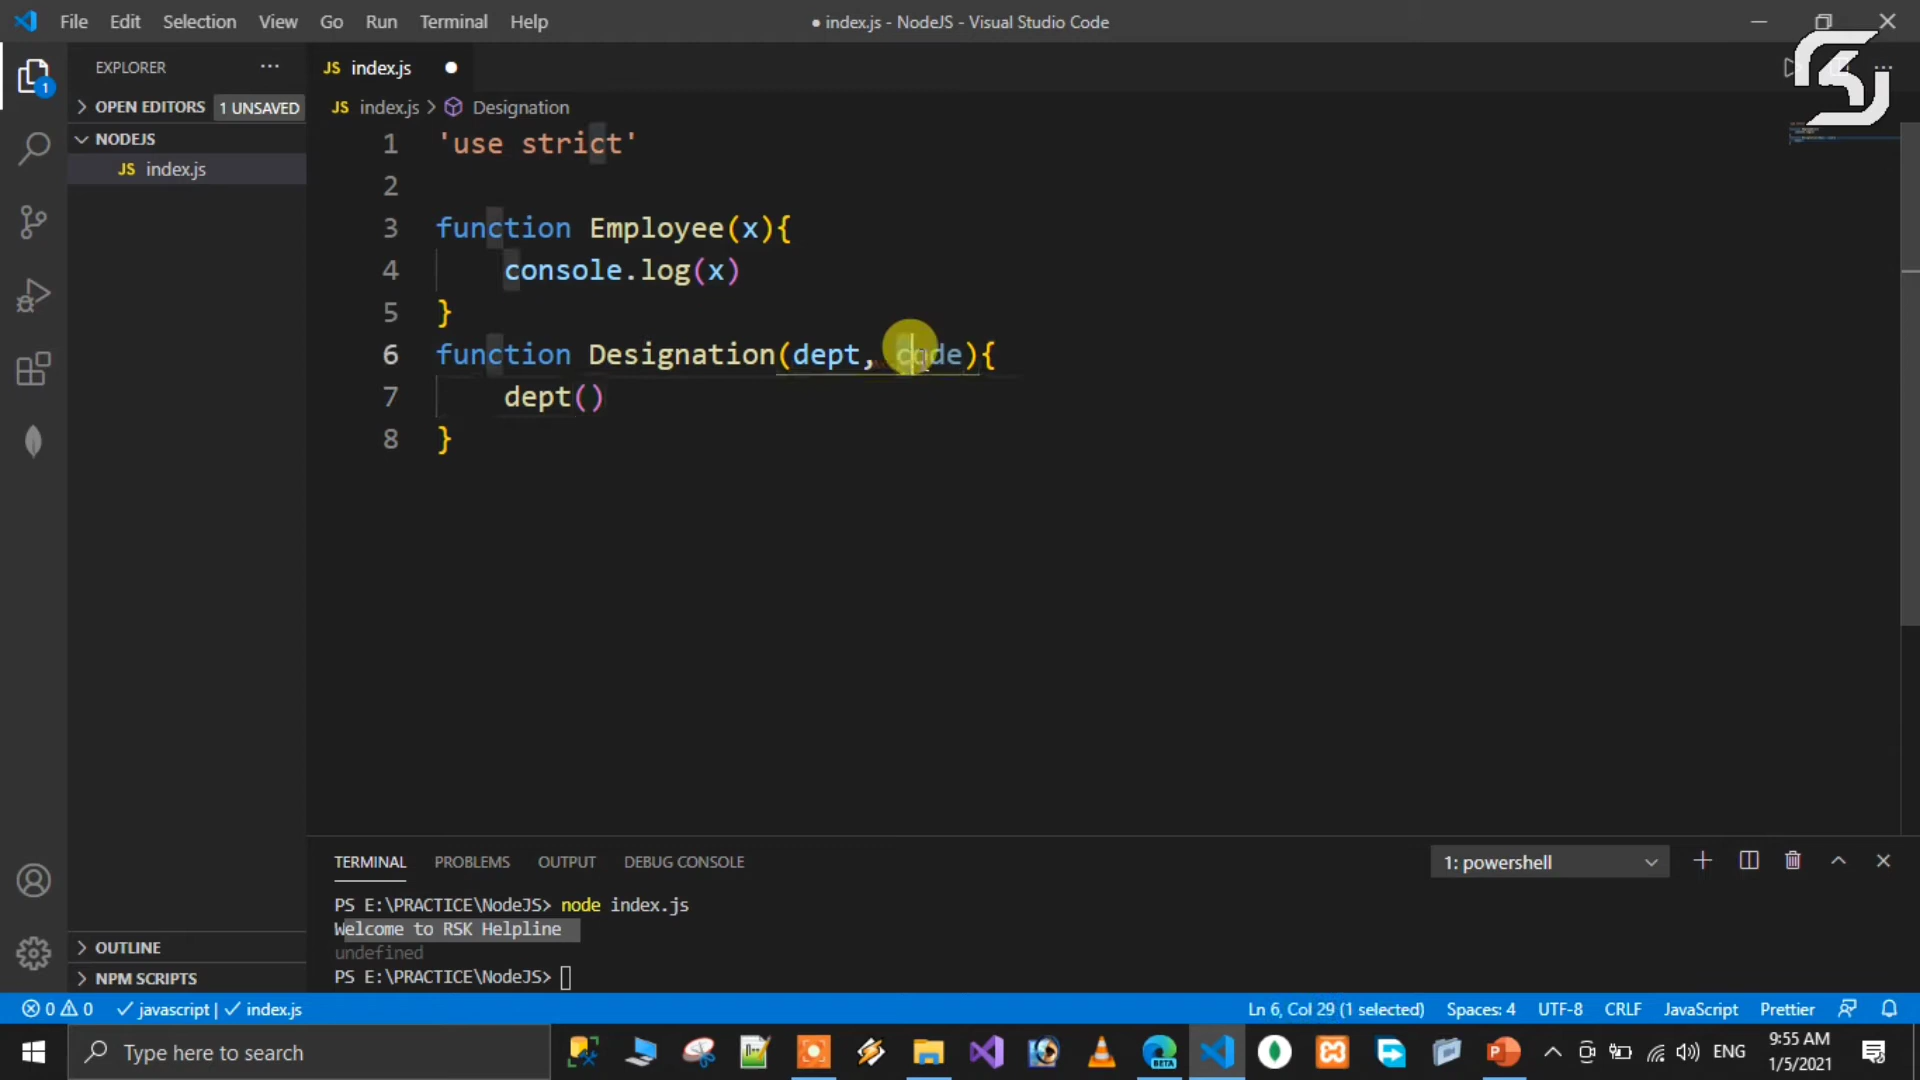 File Edit Selection View Go Run Terminal Help
● index.js - NodeJS - Visual Studio Code
EXPLORER
OPEN EDITORS 1 UNSAVED
NODEJS
JS index.js
1
JS index.js
JS index.js > Designation
1 'use strict'
2
3 function Employee(x){
4 console.log(x)
5 }
6 function Designation(dept, code){
7 dept()
8 }
OUTLINE
NPM SCRIPTS
TERMINAL PROBLEMS OUTPUT DEBUG CONSOLE
1: powershell
PS E:\PRACTICE\NodeJS> node index.js
Welcome to RSK Helpline
undefined
PS E:\PRACTICE\NodeJS>
0 0 javascript | index.js
Ln 6, Col 29 (1 selected) Spaces: 4 UTF-8 CRLF JavaScript Prettier
Type here to search
BETA
ENG
9:55 AM
1/5/2021